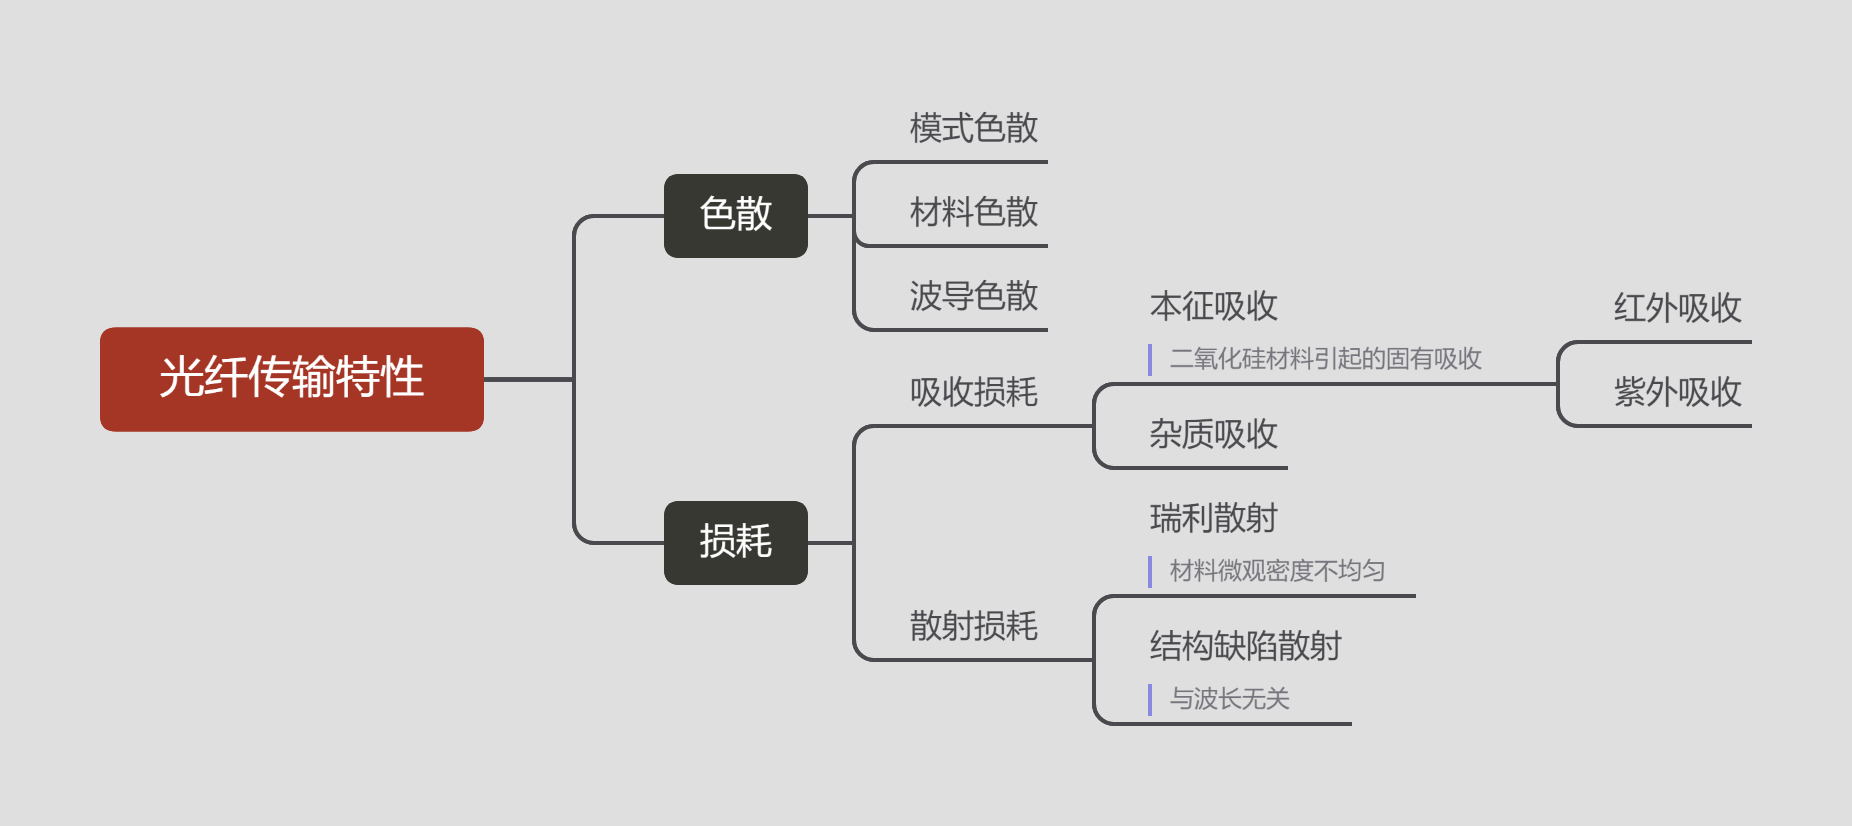 光纤传输特性
色散
模式色散
材料色散
波导色散
损耗
吸收损耗
本征吸收
二氧化硅材料引起的固有吸收
红外吸收
紫外吸收
杂质吸收
散射损耗
瑞利散射
材料微观密度不均匀
结构缺陷散射
与波长无关